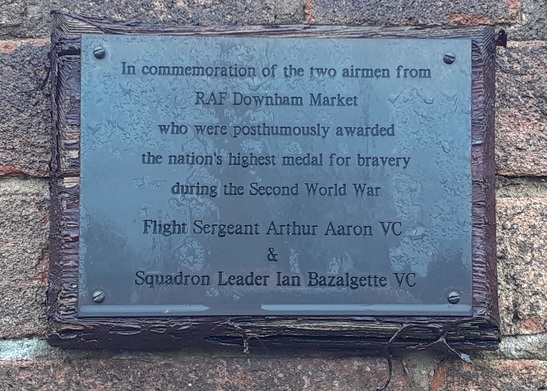 In commemoration of the two airmen from
RAF Downham Market
who were posthumously awarded
the nation's highest medal for bravery
during the Second World War
Flight Sergeant Arthur Aaron VC
&
Squadron Leader Ian Bazalgette VC